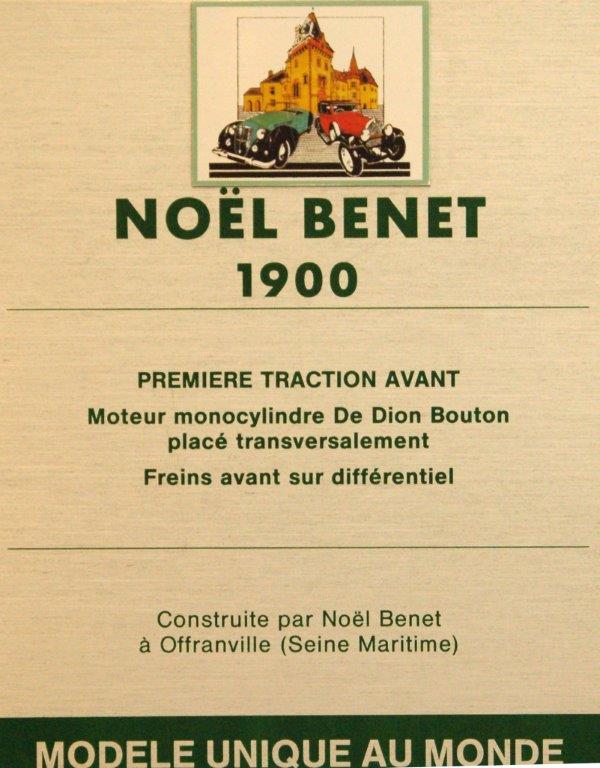 NOËL BENET
1900
PREMIERE TRACTION AVANT
Moteur monocylindre De Dion Bouton
placé transversalement
Freins avant sur différentiel
Construite par Noël Benet
à Offranville (Seine Maritime)
MODELE UNIQUE AU MONDE